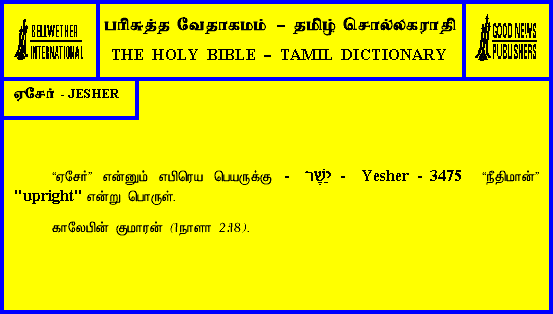 BELLWETHER
INTERNATIONAL
பரிசுத்த வேதாகமம் – தமிழ் சொல்லகராதி
THE HOLY BIBLE – TAMIL DICTIONARY
GOOD NEWS
PUBLISHERS
ஏசேர் - JESHER
“ஏசேர்” என்னும் எபிரெய பெயருக்கு - יֵשֶׁר - Yesher - 3475 “நீதிமான்”
"upright" என்று பொருள்.
காலேபின் குமாரன் (1நாளா 2:18).